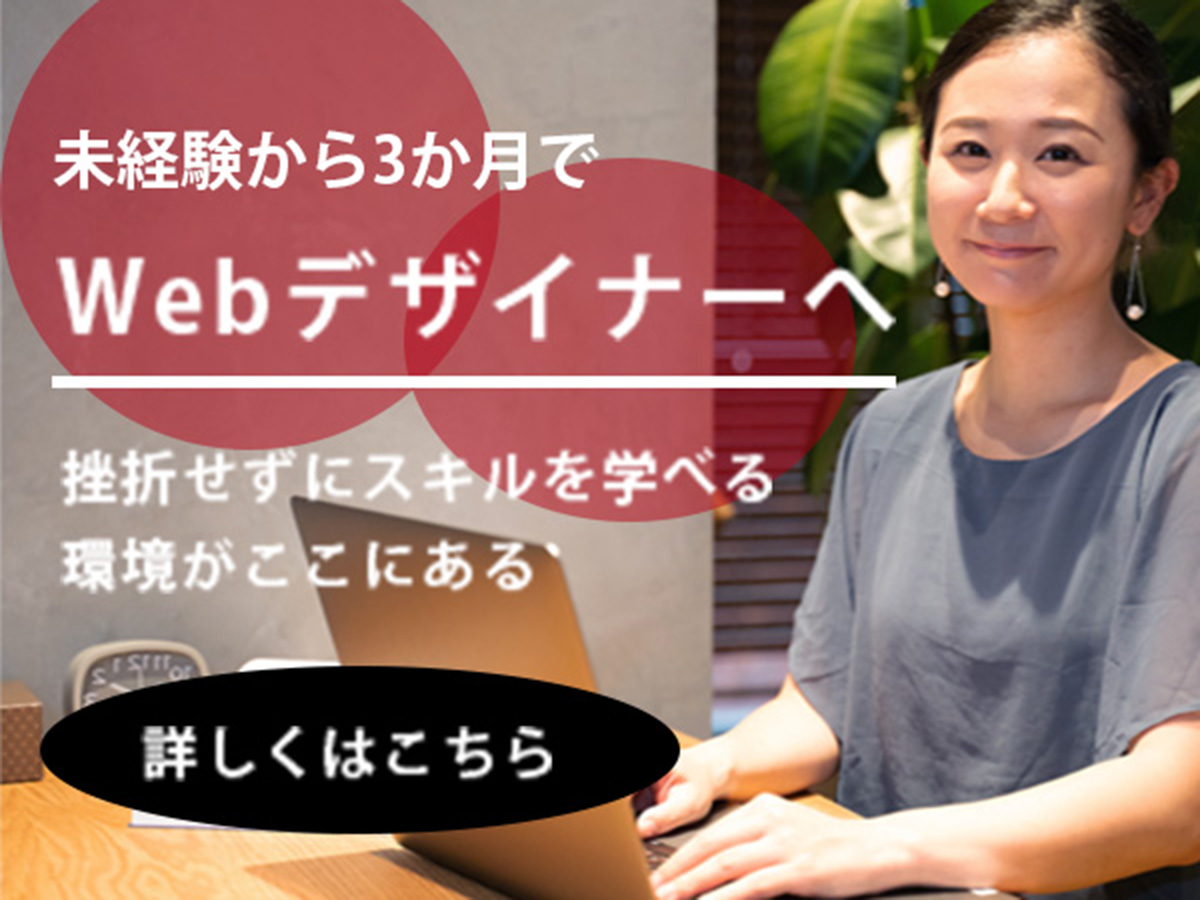 未経験から3か月で
Webデザイナーへ
挫折せずにスキルを学べる
環境がここにある、
詳しくはこちら